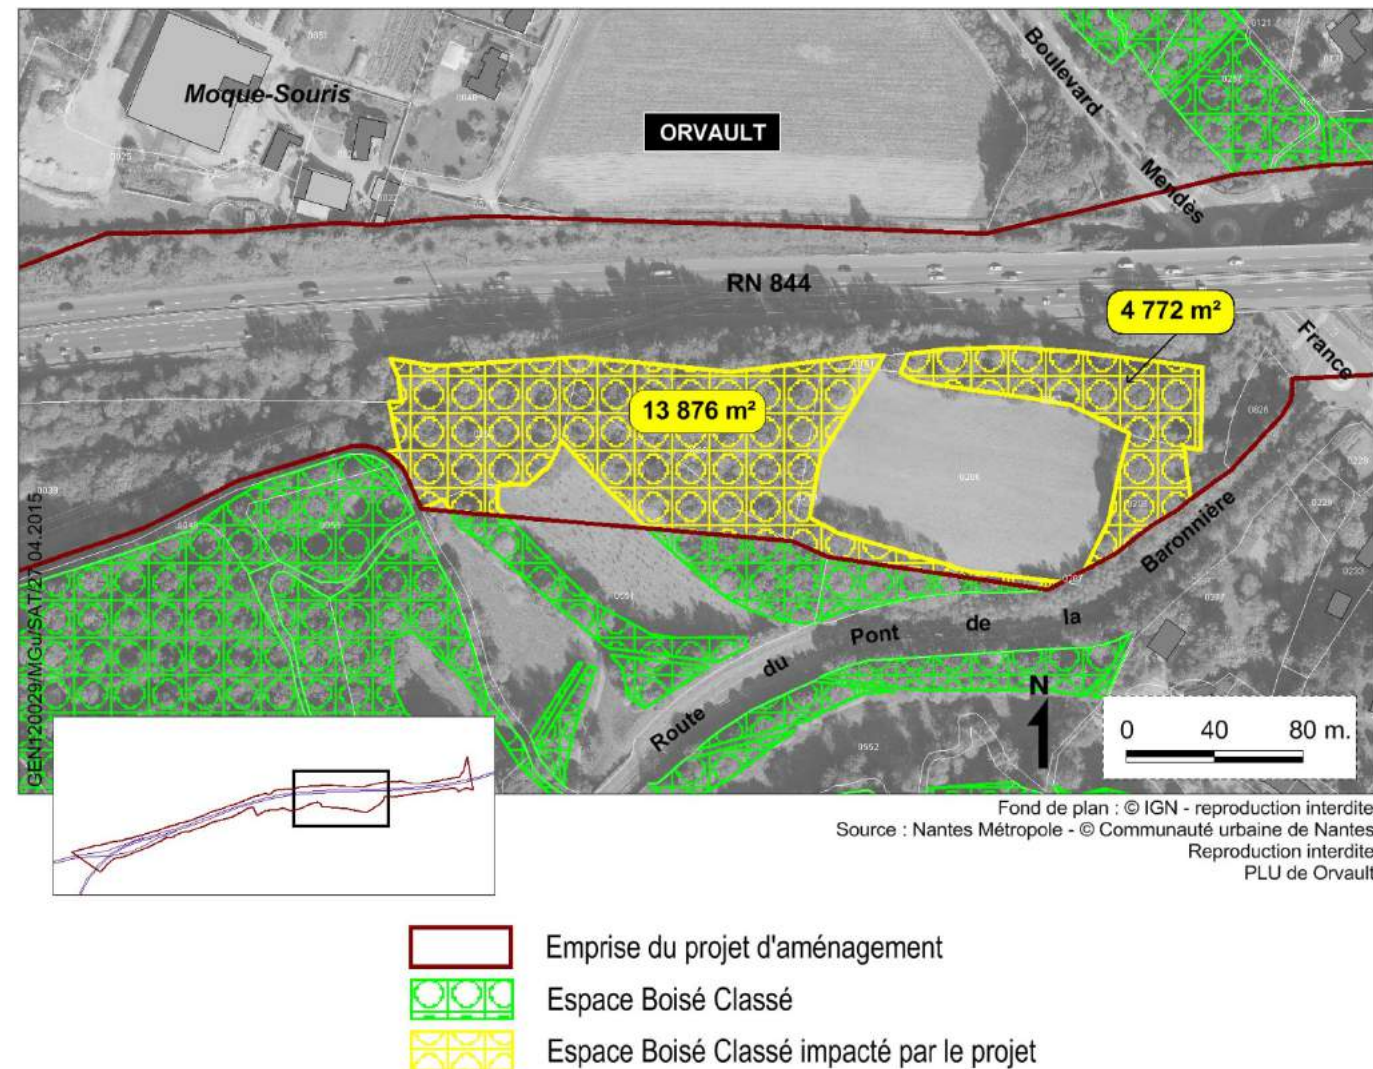 Moque-Souris
ORVAULT
Boulevard
Mendès
France
RN 844
4 772 m²
13 876 m²
Route du Pont de la Baronnière
GEN120029/MGu/SAT/27.04.2015
N
0 40 80 m.
Fond de plan : © IGN - reproduction interdite
Source : Nantes Métropole - © Communauté urbaine de Nantes
Reproduction interdite
PLU de Orvault
Emprise du projet d'aménagement
Espace Boisé Classé
Espace Boisé Classé impacté par le projet